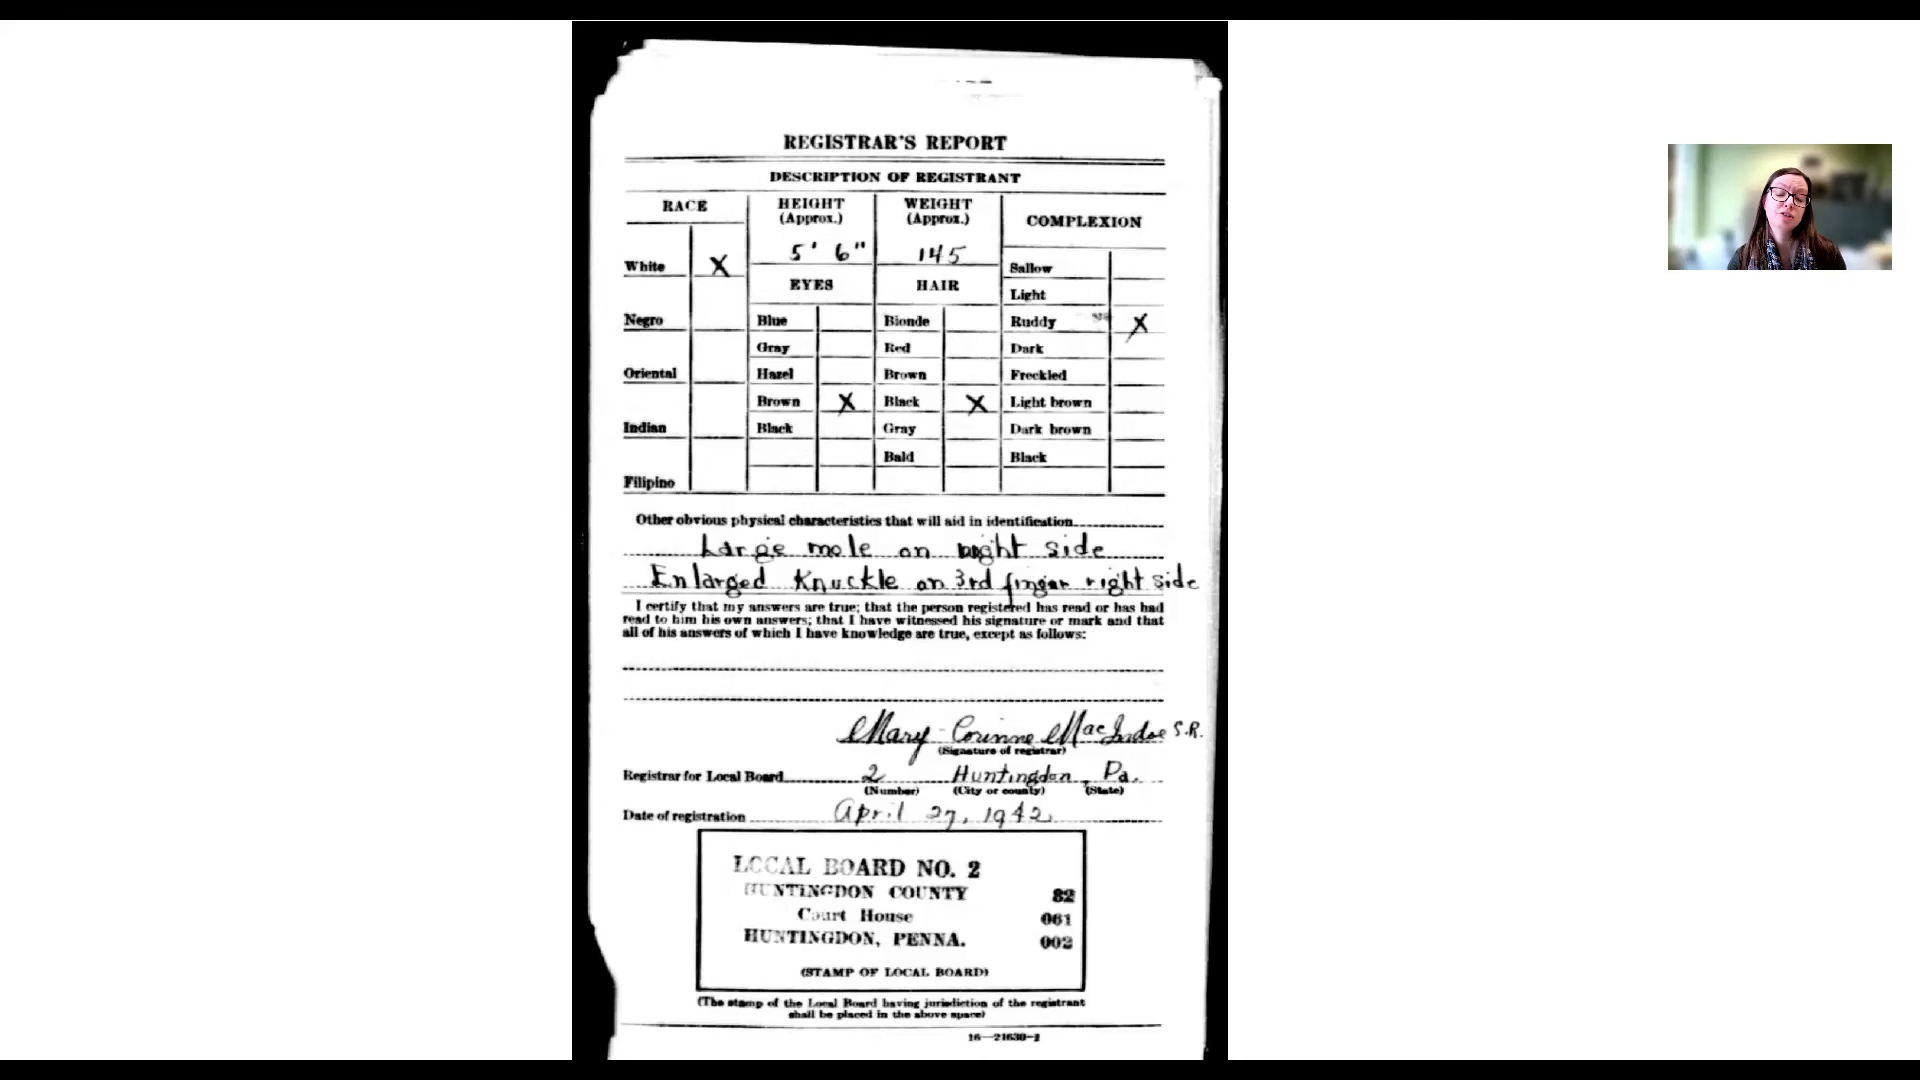 REGISTRAR'S REPORT
DESCRIPTION OF REGISTRANT
RACE HEIGHT (Approx.) WEIGHT (Approx.) COMPLEXION
5' 6" 145
White X Sallow
EYES HAIR Light
Negro Blue Blonde Ruddy X
Gray Red Dark
Oriental Hazel Brown Freckled
Brown X Black X Light brown
Indian Black Gray Dark brown
Bald Black
Filipino
Other obvious physical characteristics that will aid in identification
Large mole on right side
Enlarged Knuckle on 3rd finger right side
I certify that my answers are true; that the person registered has read or has had
read to him his own answers; that I have witnessed his signature or mark and that
all of his answers of which I have knowledge are true, except as follows:
Mary Corinne MacIndoe S.R.
(Signature of registrar)
Registrar for Local Board 2 Huntingdon, Pa.
(Number) (City or county) (State)
Date of registration April 27, 1942
LOCAL BOARD NO. 2
HUNTINGDON COUNTY 82
Court House 061
HUNTINGDON, PENNA. 002
(STAMP OF LOCAL BOARD)
(The stamp of the Local Board having jurisdiction of the registrant
shall be placed in the above space)
16—21630-1